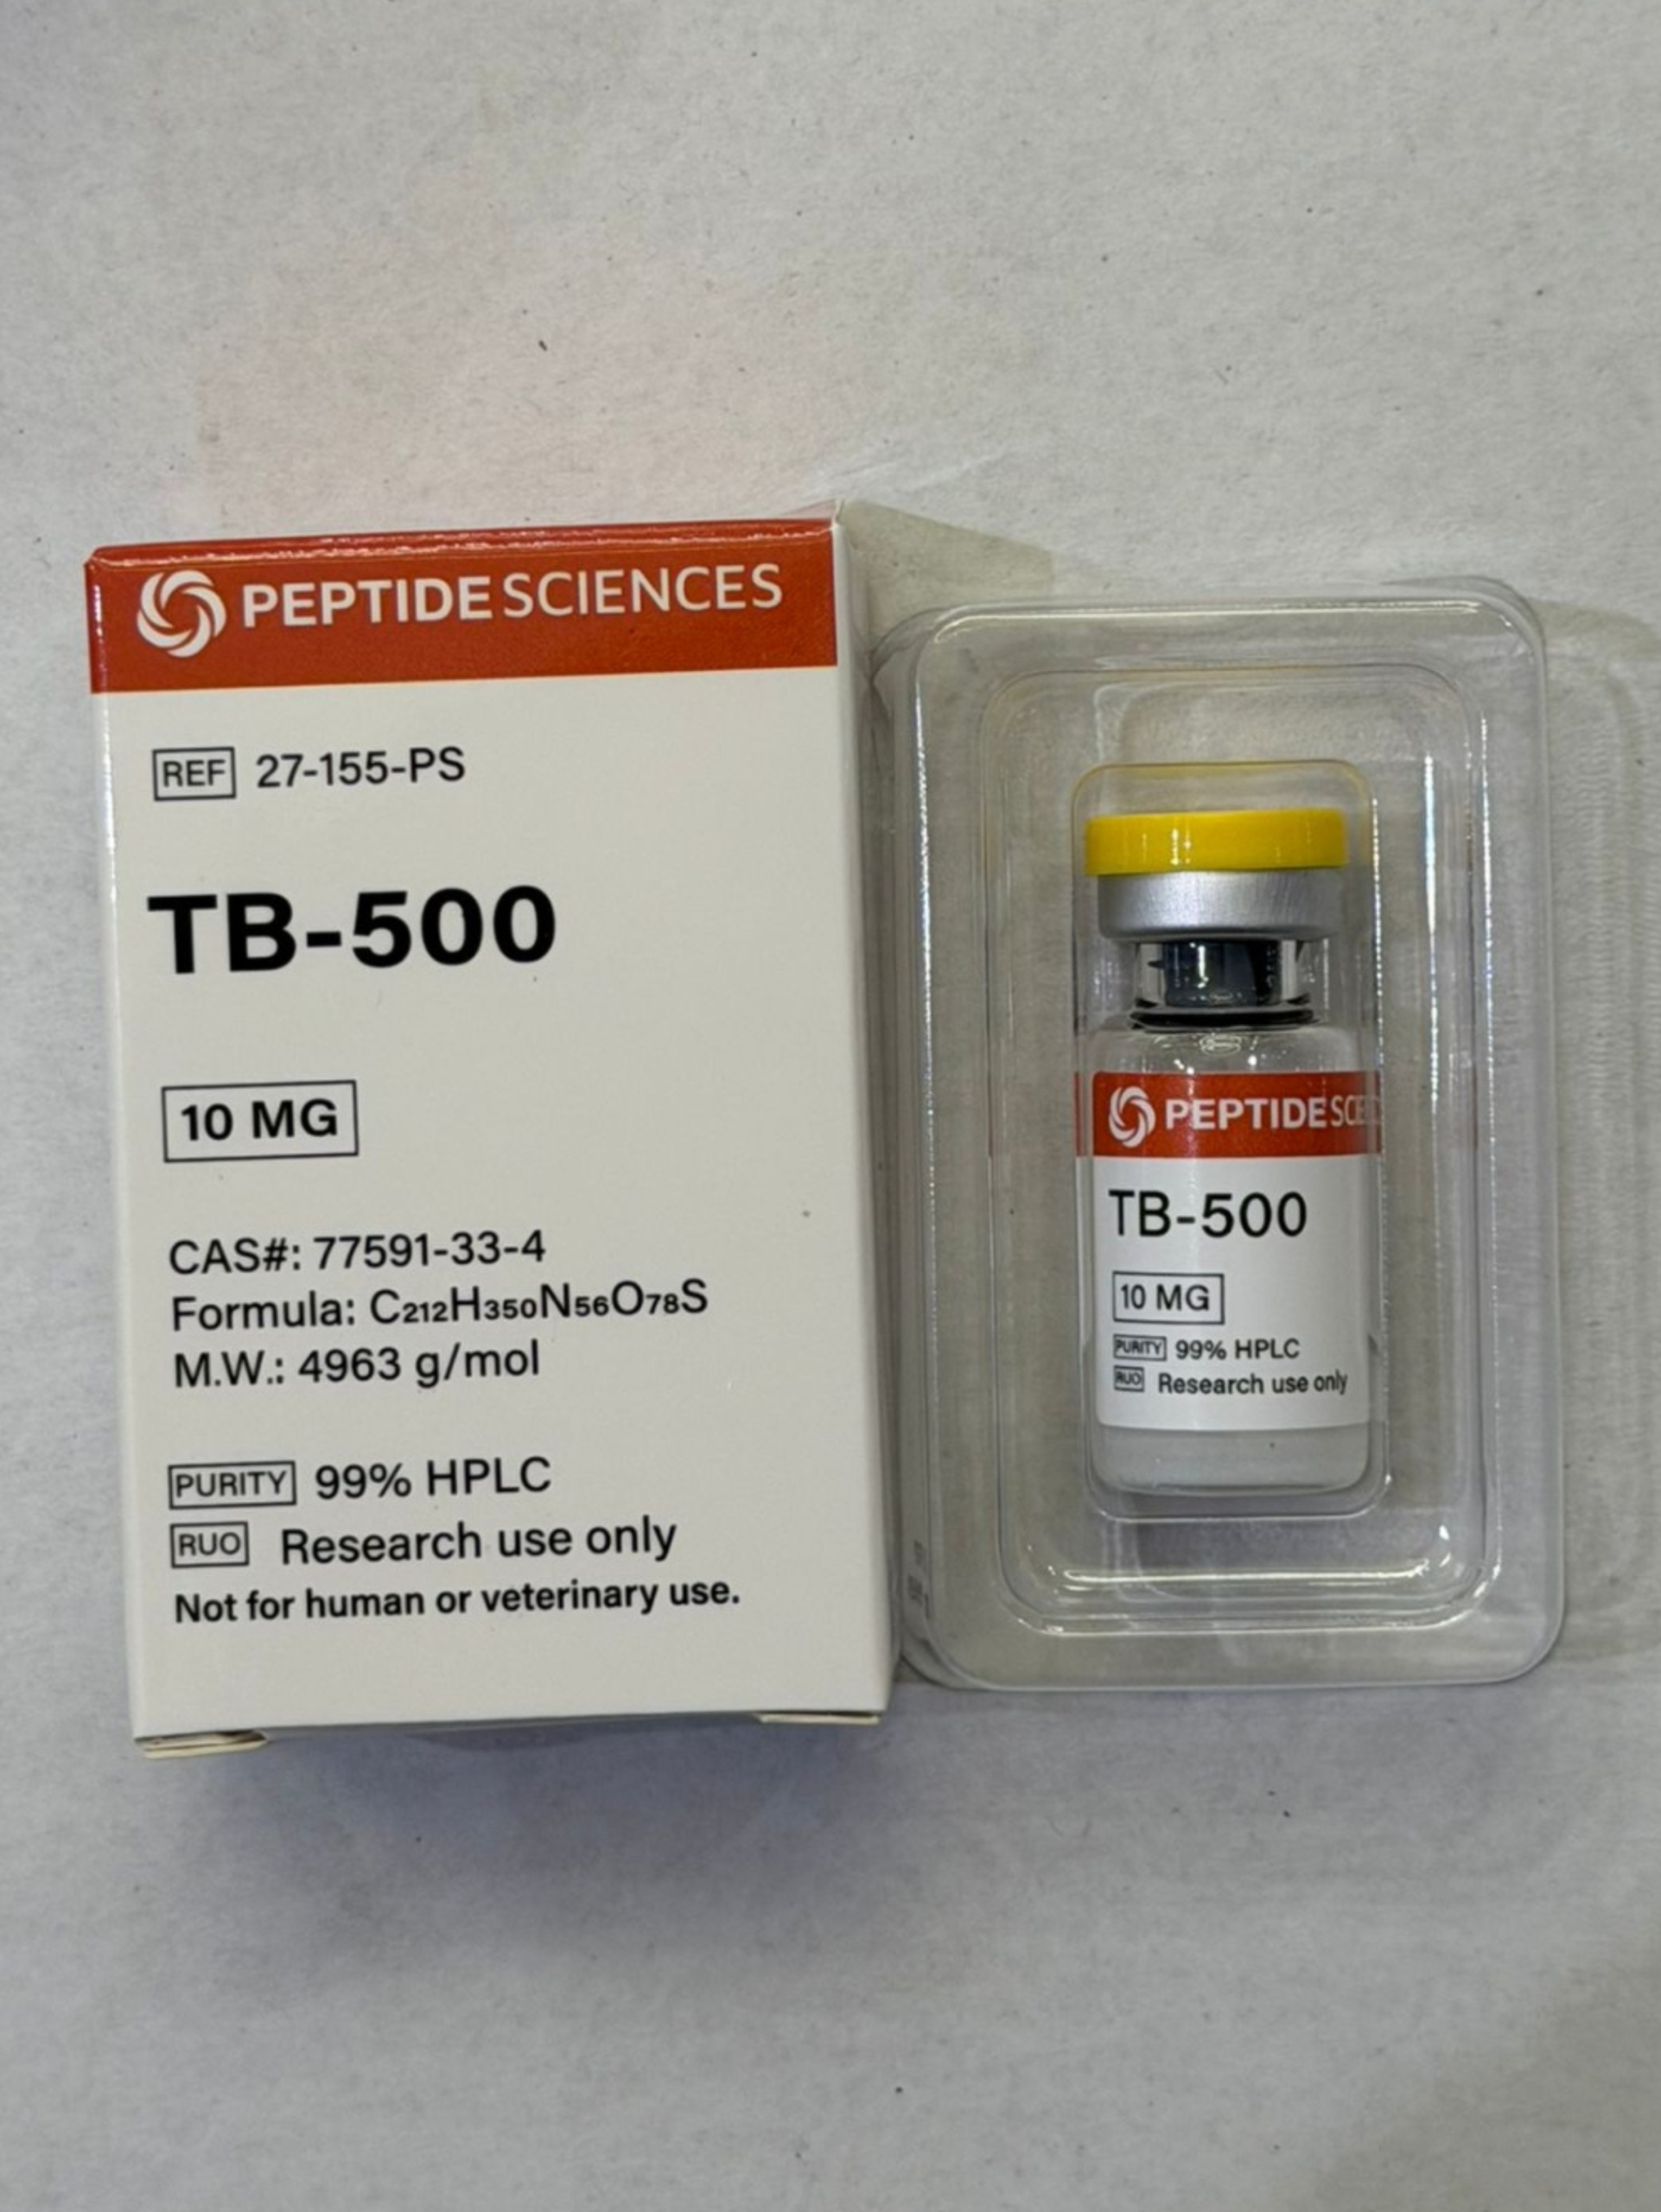 PEPTIDE SCIENCES
REF 27-155-PS
TB-500
10 MG
CAS#: 77591-33-4
Formula: C₂₁₂H₃₅₀N₅₆O₇₈S
M.W.: 4963 g/mol
PURITY 99% HPLC
RUO Research use only
Not for human or veterinary use.
PEPTIDE SCIE
TB-500
10 MG
PURITY 99% HPLC
RUO Research use only